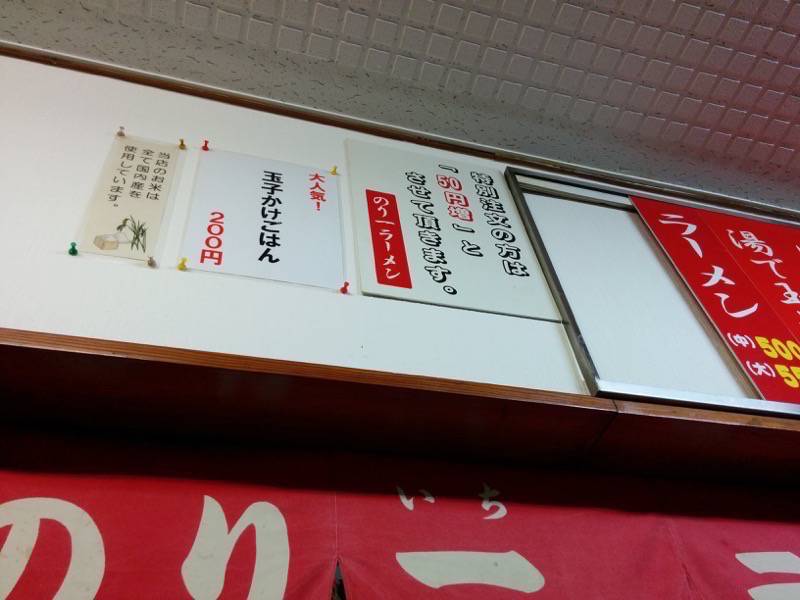 当店のお米は
全て国内産を
使用しています。
大人気！
玉子かけごはん
200円
特別注文の方は
「50円増」と
させて頂きます。
のり一ラーメン
湯で玉
ラーメン
(中) 500
(大) 55
いち
のり一ラ